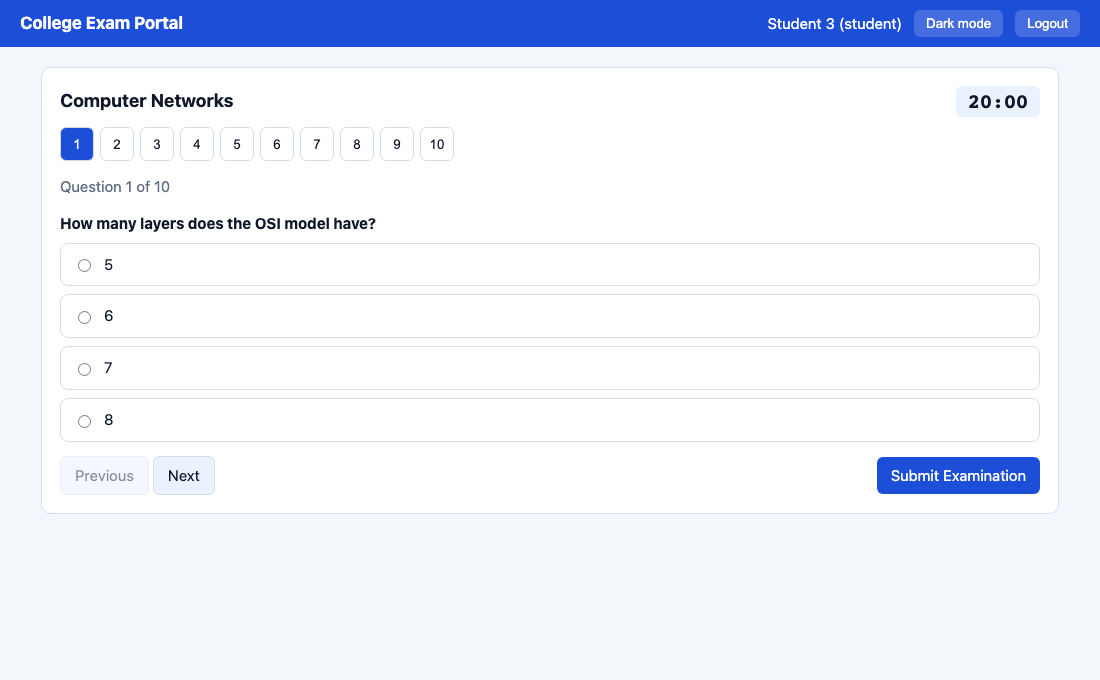 College Exam Portal
Student 3 (student) Dark mode Logout
Computer Networks
20:00
1 2 3 4 5 6 7 8 9 10
Question 1 of 10
How many layers does the OSI model have?
5
6
7
8
Previous Next Submit Examination